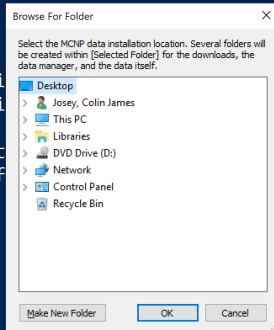 Browse For Folder
Select the MCNP data installation location. Several folders will
be created within [Selected Folder] for the downloads, the
data manager, and the data itself.
Desktop
Josey, Colin James
This PC
Libraries
DVD Drive (D:)
Network
Control Panel
Recycle Bin
Make New Folder
OK
Cancel